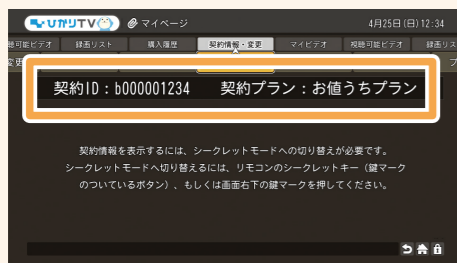 ひかりTV マイページ 4月25日(日)12:34
聴可能ビデオ 録画リスト 購入履歴 契約情報・変更 マイビデオ 視聴可能ビデオ 録画リス
契約ID:b000001234 契約プラン:お値うちプラン
契約情報を表示するには、シークレットモードへの切り替えが必要です。
シークレットモードへ切り替えるには、リモコンのシークレットキー(鍵マーク
のついているボタン)、もしくは画面右下の鍵マークを押してください。